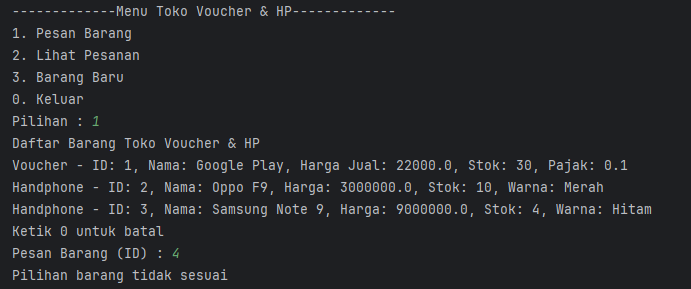 -------------Menu Toko Voucher & HP-------------
1. Pesan Barang
2. Lihat Pesanan
3. Barang Baru
0. Keluar
Pilihan : 1
Daftar Barang Toko Voucher & HP
Voucher - ID: 1, Nama: Google Play, Harga Jual: 22000.0, Stok: 30, Pajak: 0.1
Handphone - ID: 2, Nama: Oppo F9, Harga: 3000000.0, Stok: 10, Warna: Merah
Handphone - ID: 3, Nama: Samsung Note 9, Harga: 9000000.0, Stok: 4, Warna: Hitam
Ketik 0 untuk batal
Pesan Barang (ID) : 4
Pilihan barang tidak sesuai